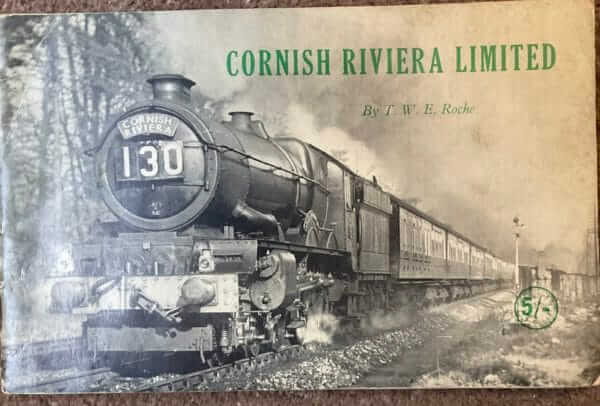 CORNISH RIVIERA LIMITED
By T. W. E. Roche
CORNISH
RIVIERA
130
5/-